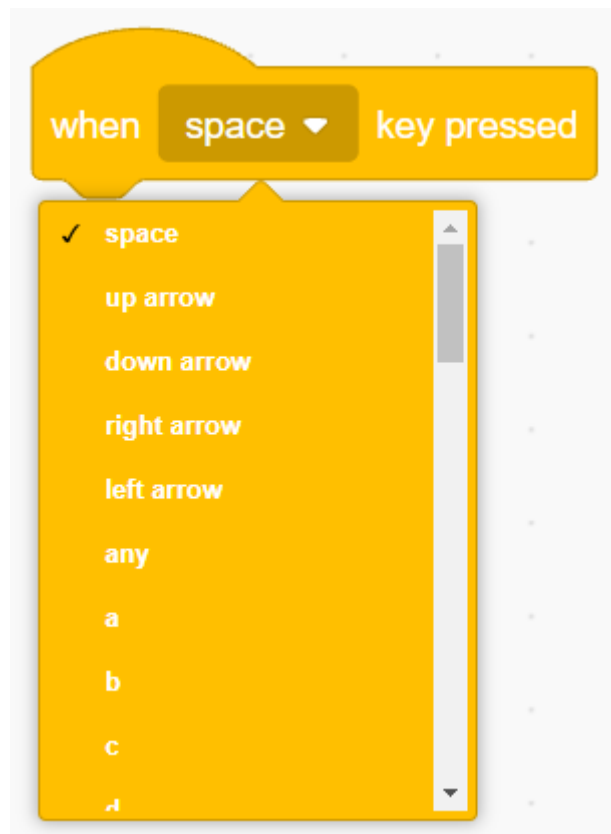 when space key pressed
✓ space
up arrow
down arrow
right arrow
left arrow
any
a
b
c
d